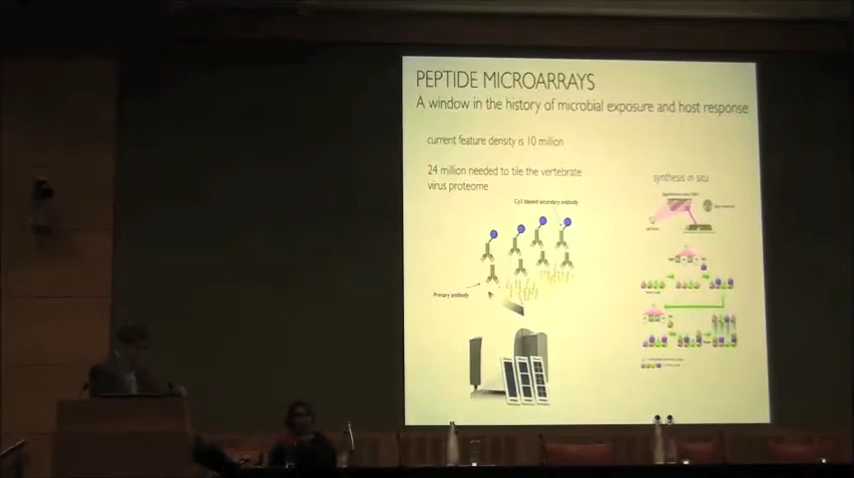 PEPTIDE MICROARRAYS
A window in the history of microbial exposure and host response
current feature density is 10 million
24 million needed to tile the vertebrate
virus proteome
synthesis in situ
Cy3 labeled secondary antibody
Primary antibody